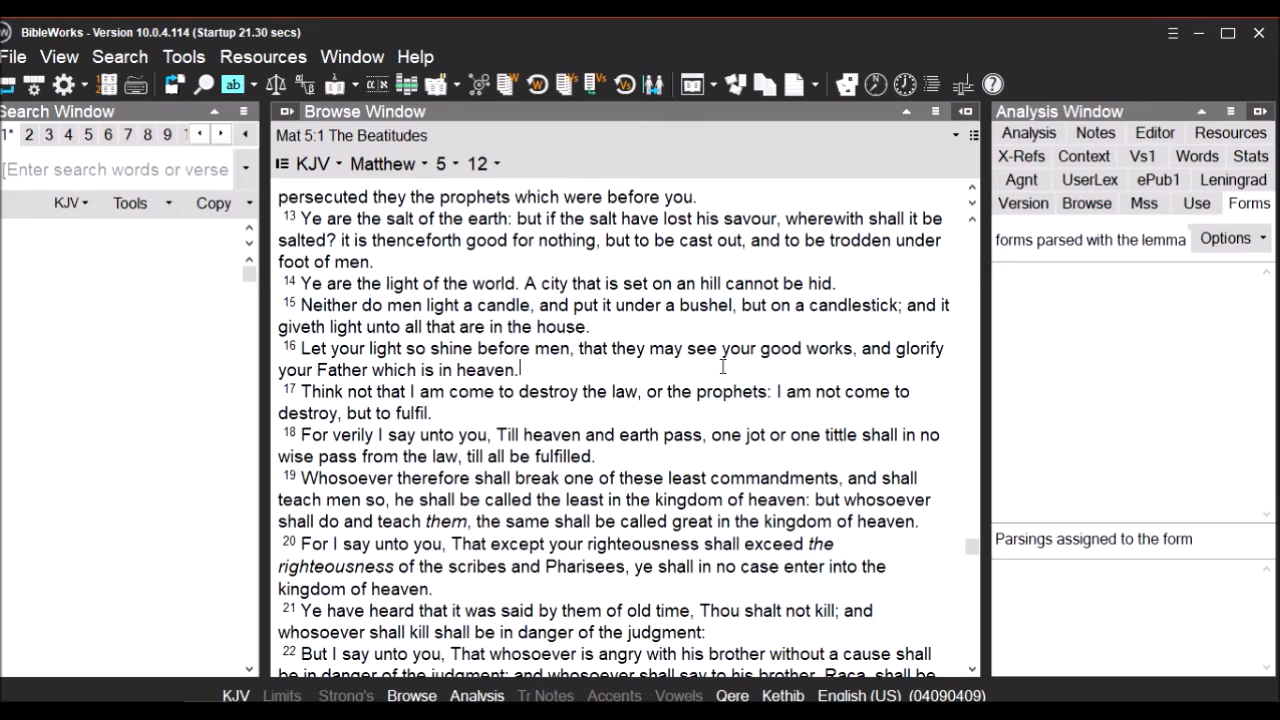 BibleWorks - Version 10.0.4.114 (Startup 21.30 secs)
File View Search Tools Resources Window Help
Search Window
1* 2 3 4 5 6 7 8 9
[Enter search words or verse
KJV Tools Copy
Browse Window
Mat 5:1 The Beatitudes
KJV Matthew 5 12
persecuted they the prophets which were before you.
13 Ye are the salt of the earth: but if the salt have lost his savour, wherewith shall it be
salted? it is thenceforth good for nothing, but to be cast out, and to be trodden under
foot of men.
14 Ye are the light of the world. A city that is set on an hill cannot be hid.
15 Neither do men light a candle, and put it under a bushel, but on a candlestick; and it
giveth light unto all that are in the house.
16 Let your light so shine before men, that they may see your good works, and glorify
your Father which is in heaven.
17 Think not that I am come to destroy the law, or the prophets: I am not come to
destroy, but to fulfil.
18 For verily I say unto you, Till heaven and earth pass, one jot or one tittle shall in no
wise pass from the law, till all be fulfilled.
19 Whosoever therefore shall break one of these least commandments, and shall
teach men so, he shall be called the least in the kingdom of heaven: but whosoever
shall do and teach them, the same shall be called great in the kingdom of heaven.
20 For I say unto you, That except your righteousness shall exceed the
righteousness of the scribes and Pharisees, ye shall in no case enter into the
kingdom of heaven.
21 Ye have heard that it was said by them of old time, Thou shalt not kill; and
whosoever shall kill shall be in danger of the judgment:
22 But I say unto you, That whosoever is angry with his brother without a cause shall
be in danger of the judgment: and whosoever shall say to his brother, Raca, shall be
Analysis Window
Analysis Notes Editor Resources
X-Refs Context Vs1 Words Stats
Agnt UserLex ePub1 Leningrad
Version Browse Mss Use Forms
forms parsed with the lemma Options
Parsings assigned to the form
KJV Limits Strong's Browse Analysis Tr Notes Accents Vowels Qere Kethib English (US) (04090409)